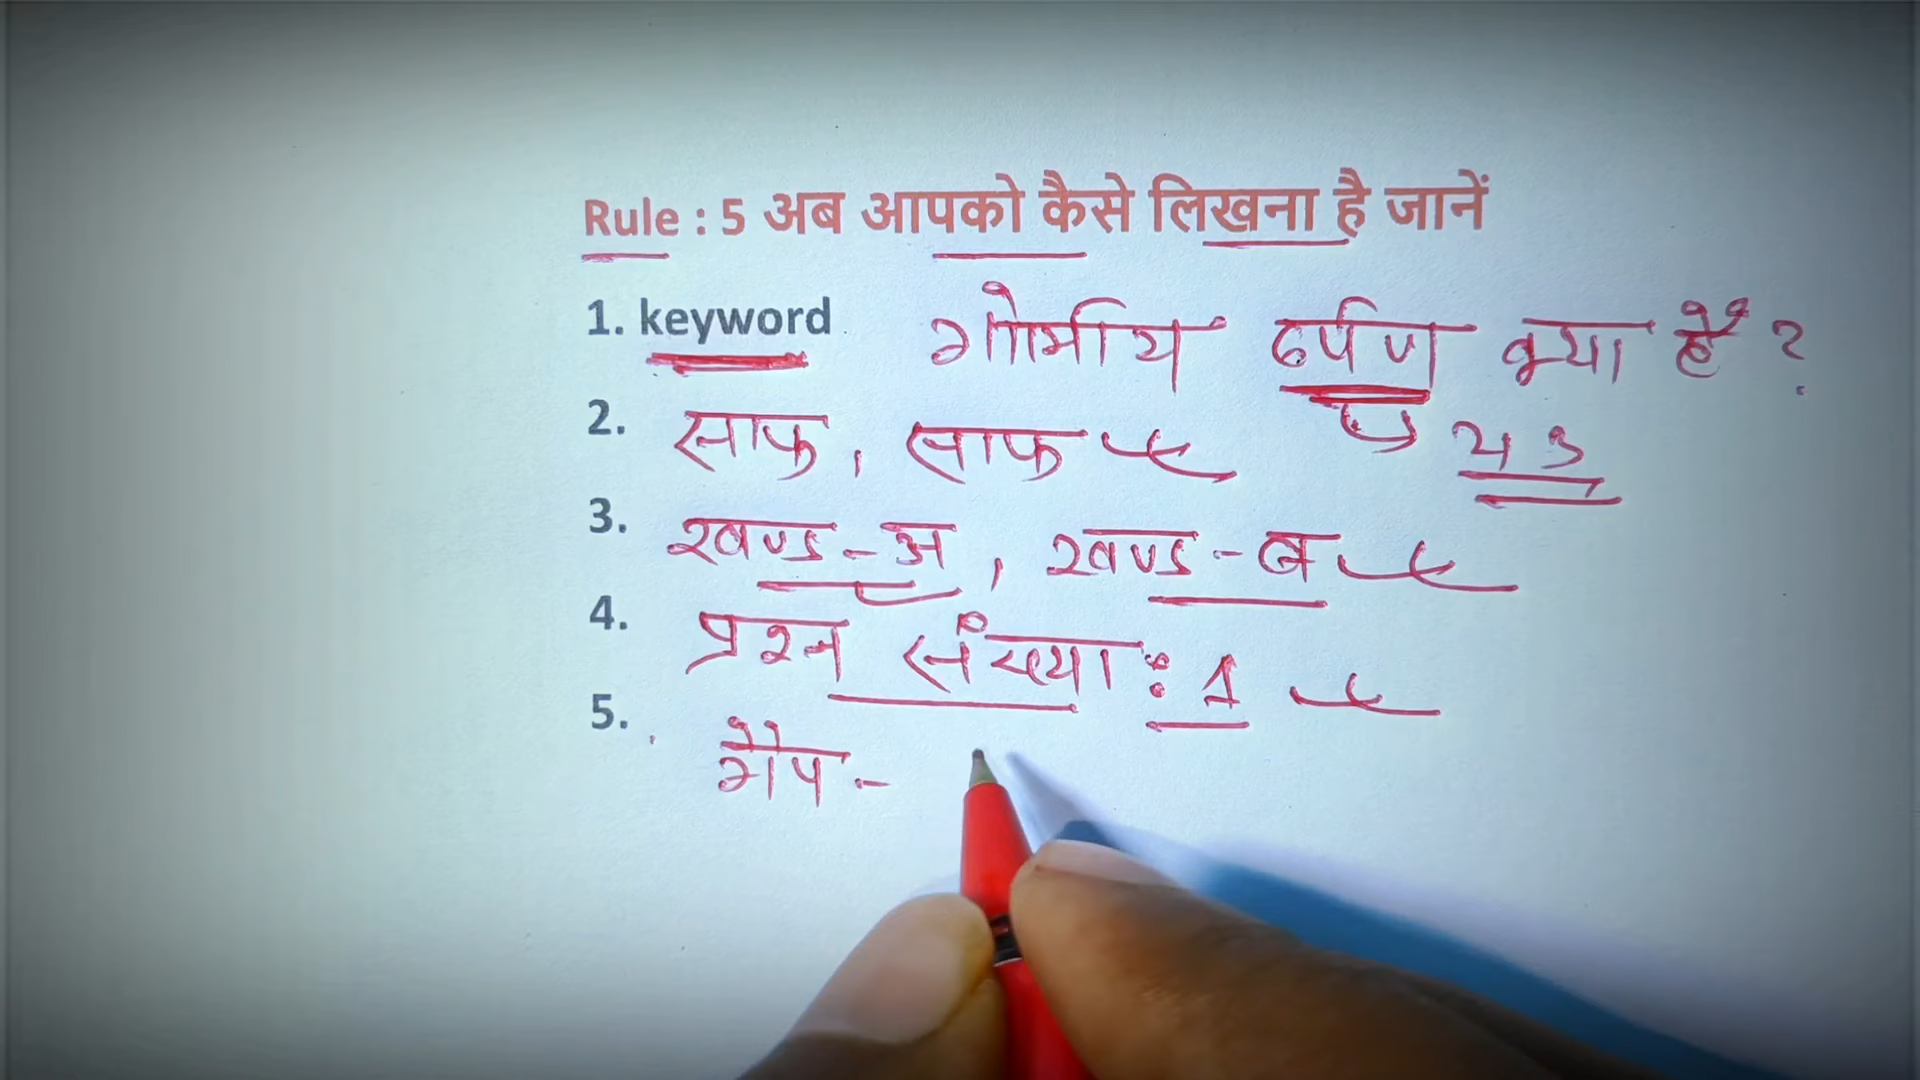 Rule : 5 अब आपको कैसे लिखना है जानें
1. keyword गोलीय दर्पण क्या है ?
2. साफ, साफ
3. खण्ड-अ, खण्ड-ब
4. प्रश्न संख्या : 1
5. गैप-